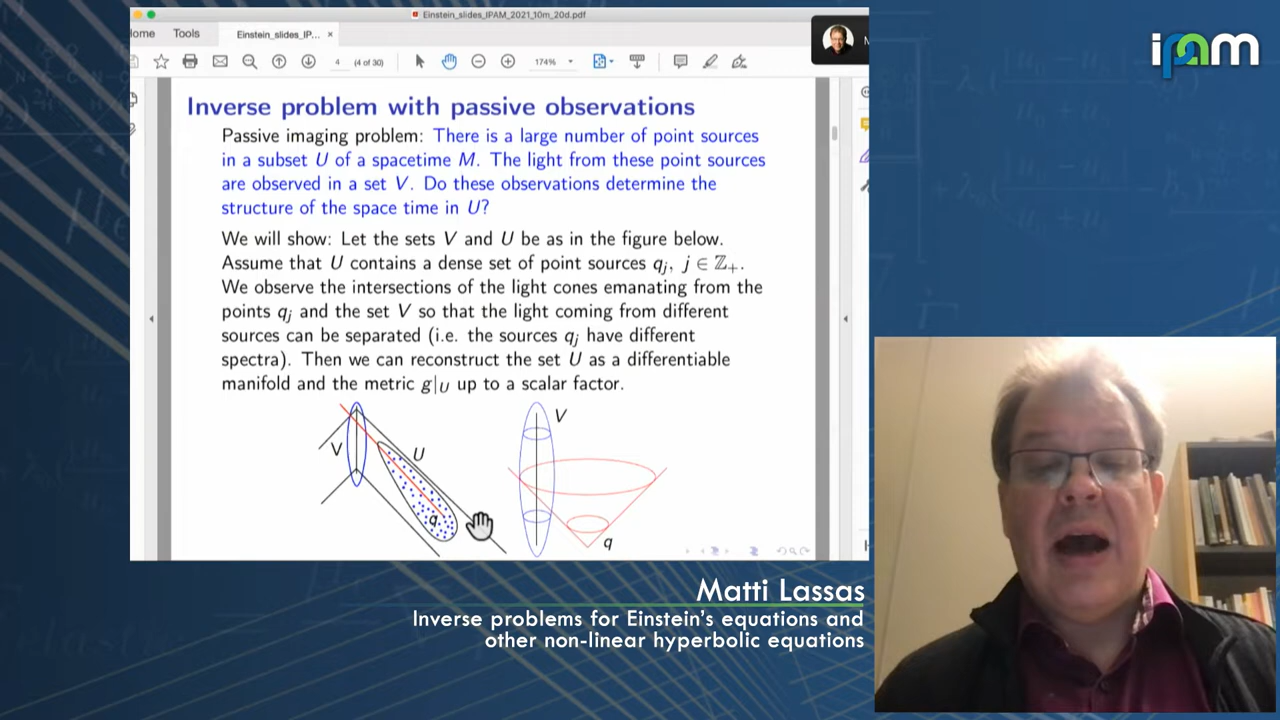 Einstein_slides_IPAM_2021_10m_20d.pdf
ome Tools Einstein_slides_IP... ×
4 (4 of 30) 174%
Inverse problem with passive observations
Passive imaging problem: There is a large number of point sources
in a subset U of a spacetime M. The light from these point sources
are observed in a set V. Do these observations determine the
structure of the space time in U?
We will show: Let the sets V and U be as in the figure below.
Assume that U contains a dense set of point sources qⱼ, j ∈ ℤ₊.
We observe the intersections of the light cones emanating from the
points qⱼ and the set V so that the light coming from different
sources can be separated (i.e. the sources qⱼ have different
spectra). Then we can reconstruct the set U as a differentiable
manifold and the metric g|U up to a scalar factor.
V U q
V q
ipam
Matti Lassas
Inverse problems for Einstein's equations and
other non-linear hyperbolic equations